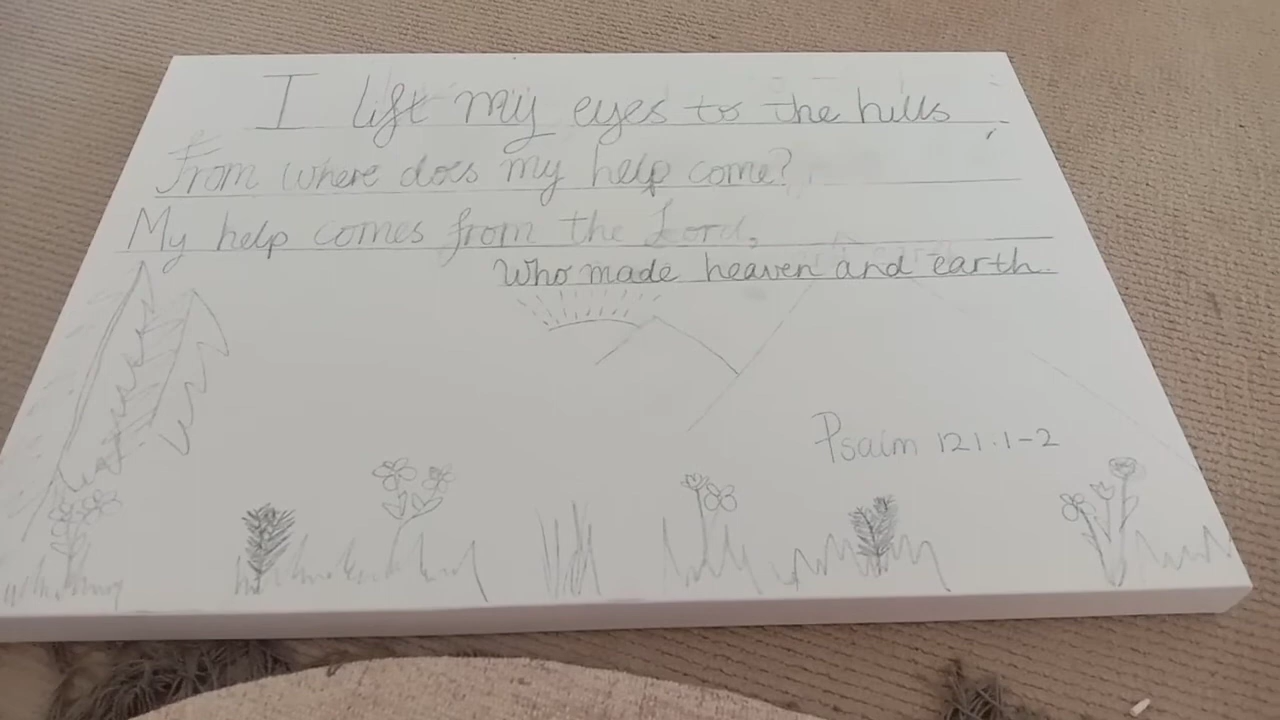 I lift my eyes to the hills
From where does my help come?
My help comes from the Lord,
Who made heaven and earth.
Psalm 121.1-2